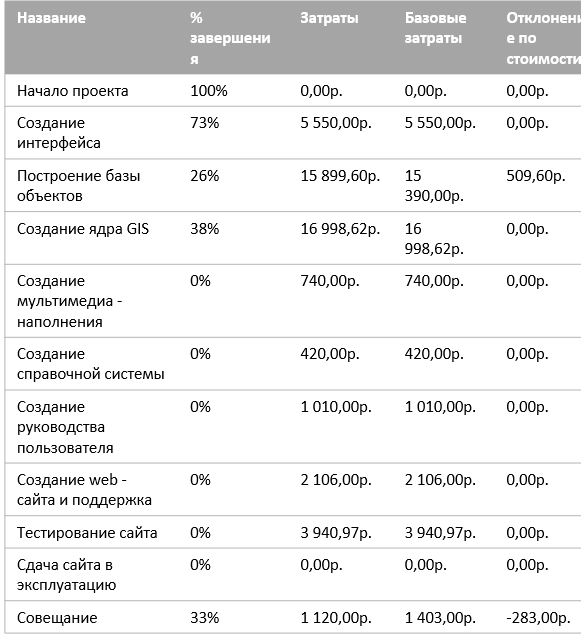 Название % завершени я Затраты Базовые затраты Отклонени е по стоимости
Начало проекта 100% 0,00р. 0,00р. 0,00р.
Создание интерфейса 73% 5 550,00р. 5 550,00р. 0,00р.
Построение базы объектов 26% 15 899,60р. 15 390,00р. 509,60р.
Создание ядра GIS 38% 16 998,62р. 16 998,62р. 0,00р.
Создание мультимедиа - наполнения 0% 740,00р. 740,00р. 0,00р.
Создание справочной системы 0% 420,00р. 420,00р. 0,00р.
Создание руководства пользователя 0% 1 010,00р. 1 010,00р. 0,00р.
Создание web - сайта и поддержка 0% 2 106,00р. 2 106,00р. 0,00р.
Тестирование сайта 0% 3 940,97р. 3 940,97р. 0,00р.
Сдача сайта в эксплуатацию 0% 0,00р. 0,00р. 0,00р.
Совещание 33% 1 120,00р. 1 403,00р. -283,00р.